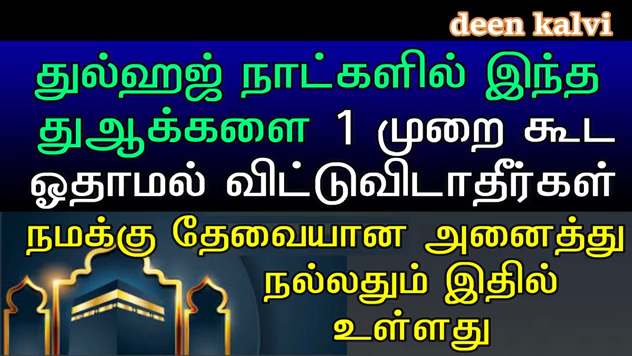 deen kalvi
துல்ஹஜ் நாட்களில் இந்த
துஆக்களை 1 முறை கூட
ஓதாமல் விட்டுவிடாதீர்கள்
நமக்கு தேவையான அனைத்து
நல்லதும் இதில்
உள்ளது